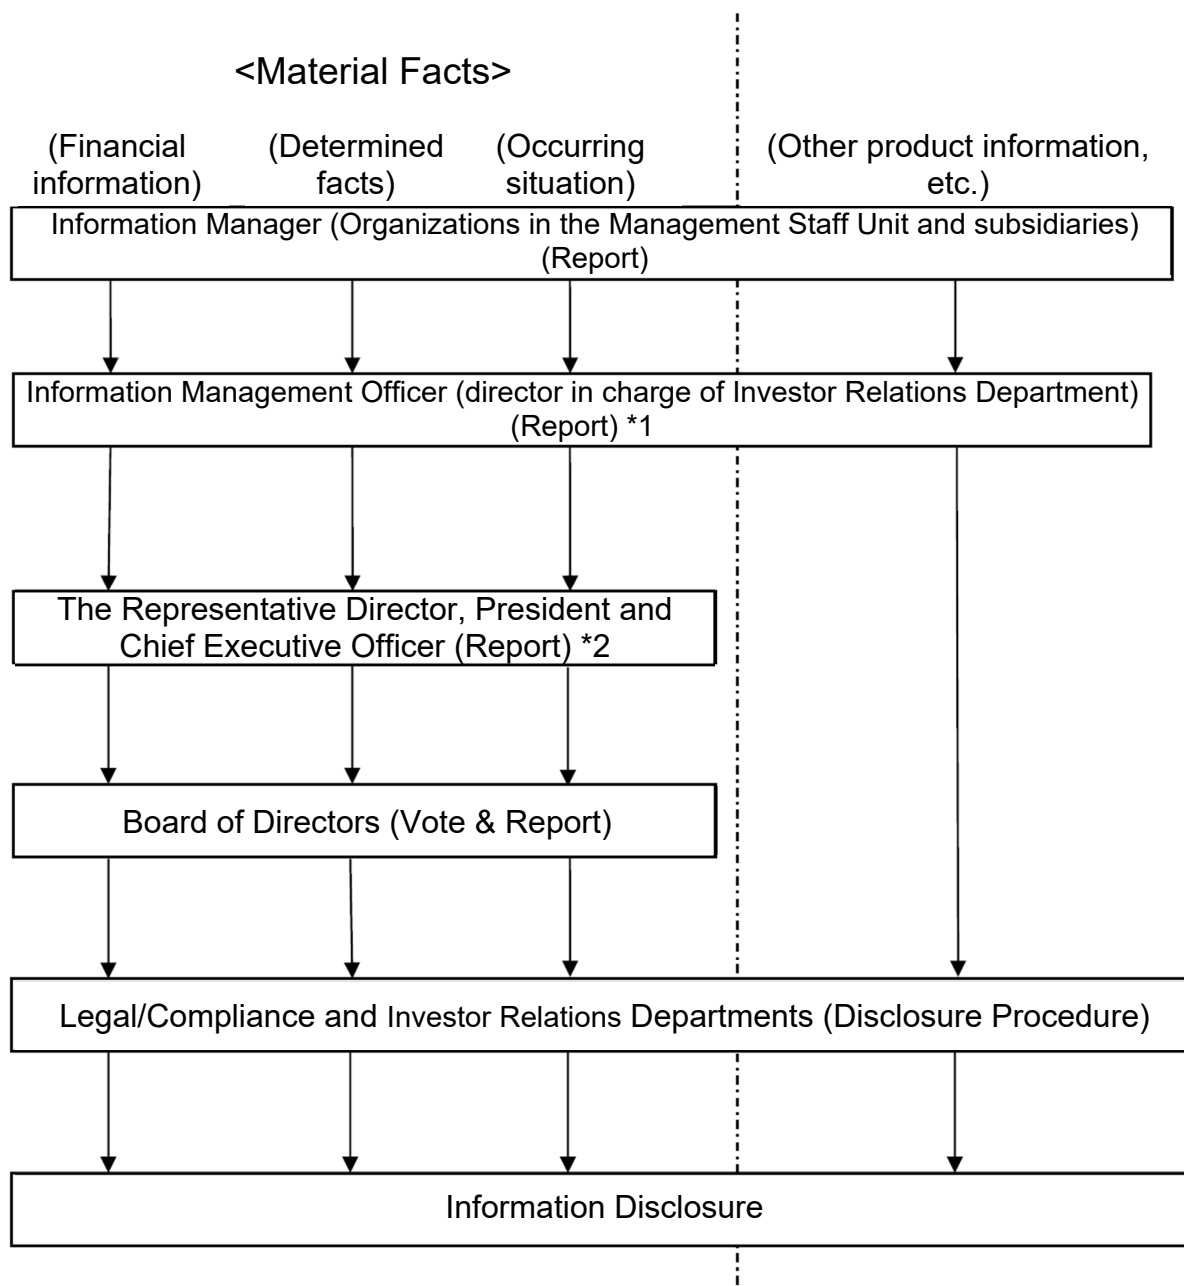 <Material Facts>
(Financial information)
(Determined facts)
(Occurring situation)
(Other product information, etc.)
Information Manager (Organizations in the Management Staff Unit and subsidiaries)
(Report)
Information Management Officer (director in charge of Investor Relations Department)
(Report) *1
The Representative Director, President and
Chief Executive Officer (Report) *2
Board of Directors (Vote & Report)
Legal/Compliance and Investor Relations Departments (Disclosure Procedure)
Information Disclosure